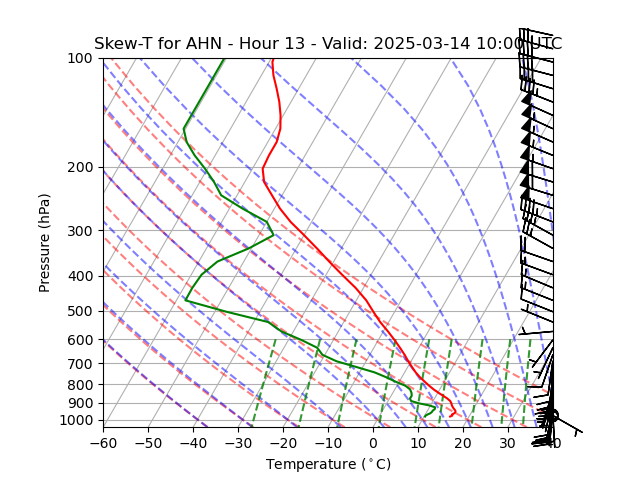 Skew-T for AHN - Hour 13 - Valid: 2025-03-14 10:00 UTC
100
200
300
400
500
600
700
800
900
1000
Pressure (hPa)
−60 −50 −40 −30 −20 −10 0 10 20 30 40
Temperature (°C)